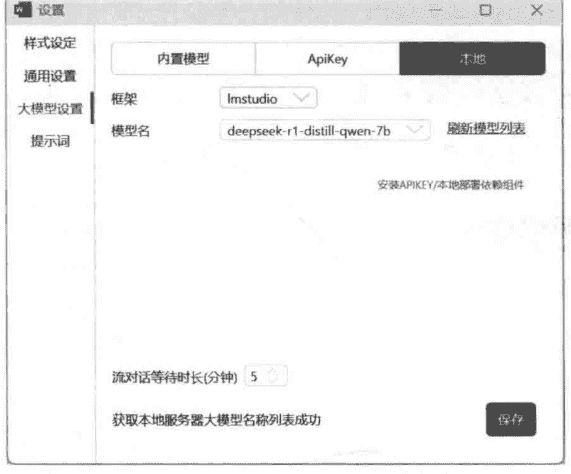 设置
样式设定
通用设置
大模型设置
提示词
内置模型 ApiKey 本地
框架 lmstudio
模型名 deepseek-r1-distill-qwen-7b 刷新模型列表
安装APIKEY/本地部署依赖组件
流对话等待时长(分钟) 5
获取本地服务器大模型名称列表成功 保存